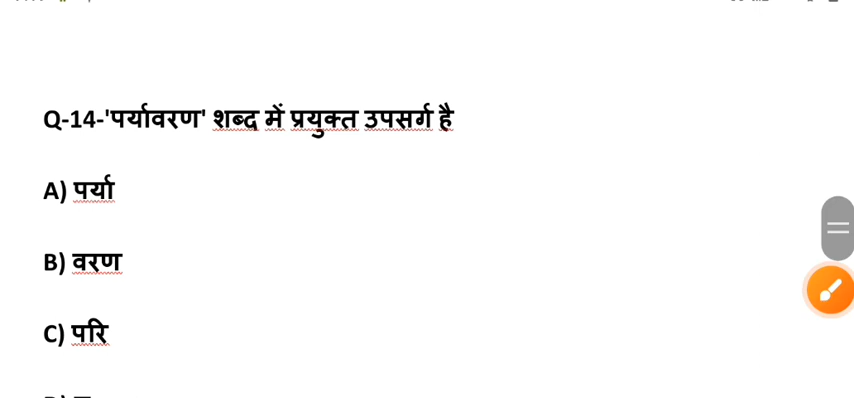 Q-14-'पर्यावरण' शब्द में प्रयुक्त उपसर्ग है
A) पर्या
B) वरण
C) परि